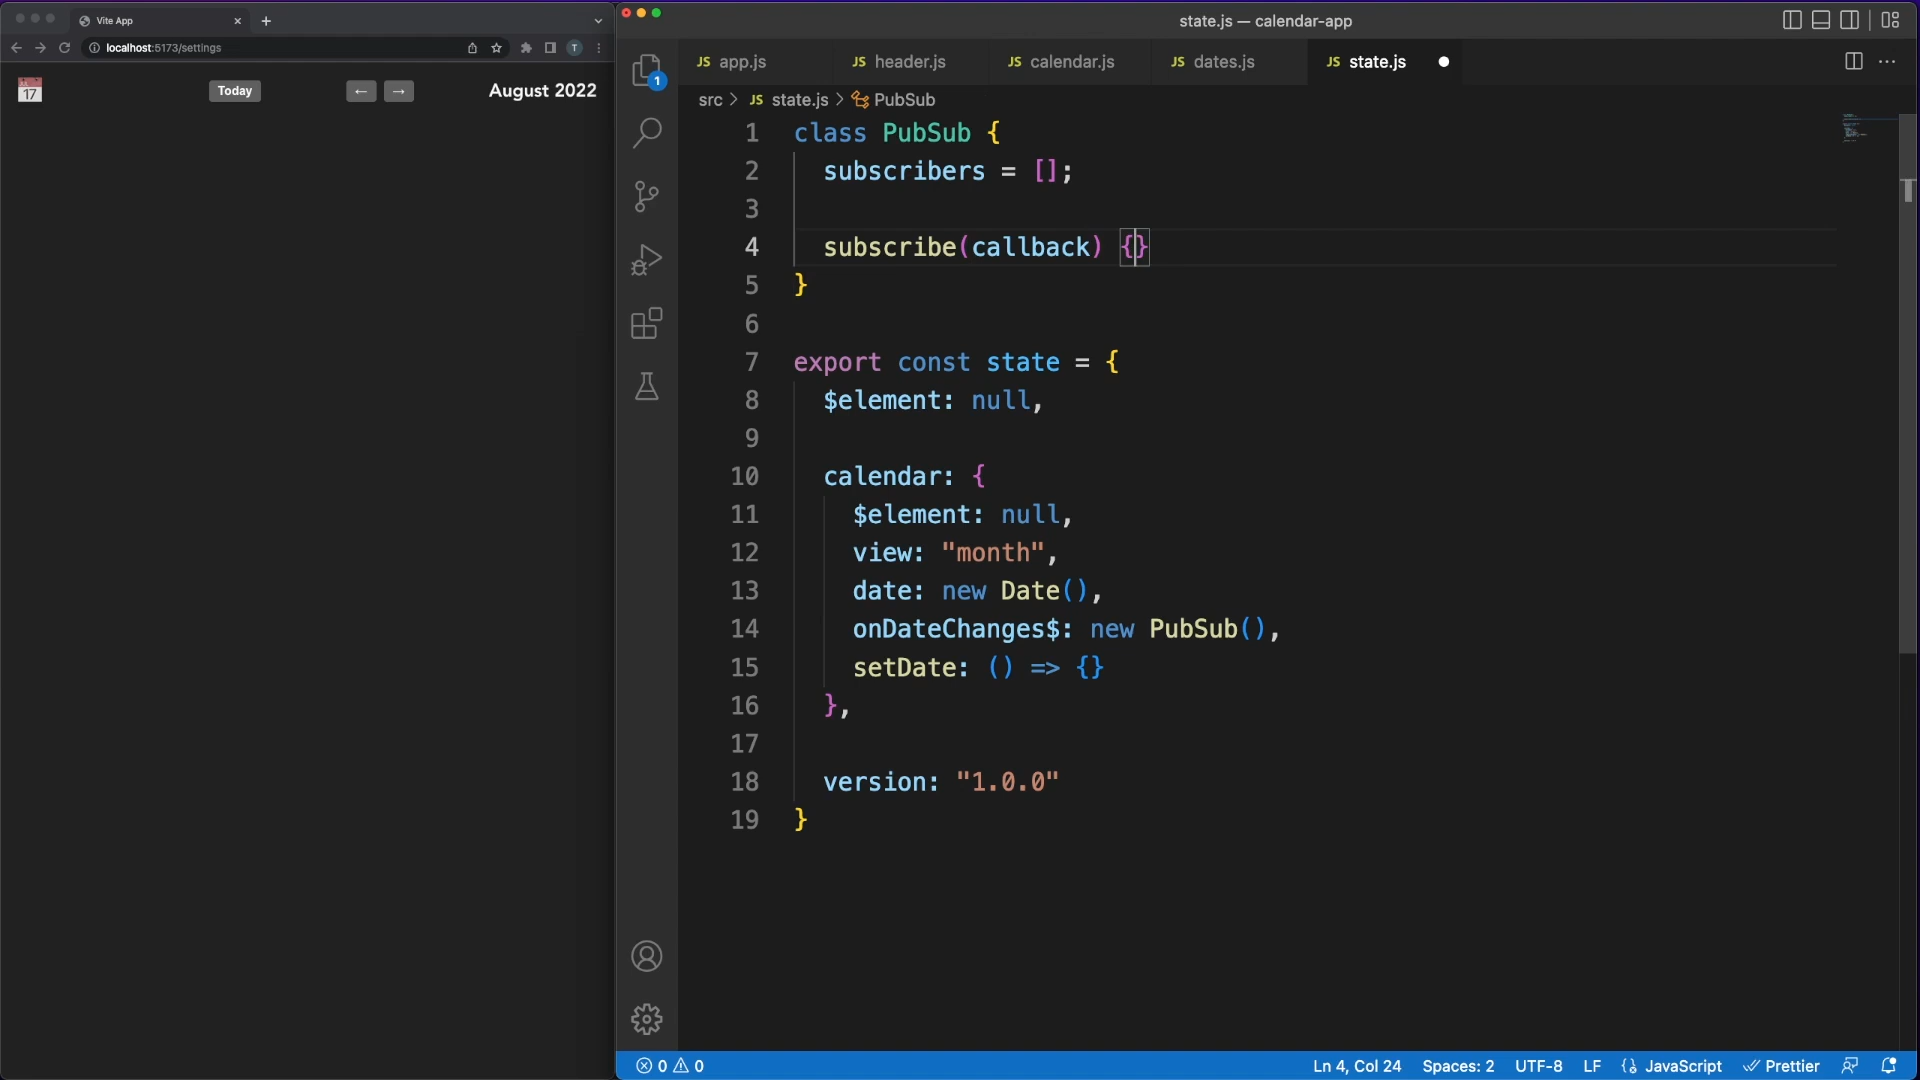 Vite App
localhost:5173/settings
T
17
Today
←
→
August 2022
state.js — calendar-app
1
JS app.js
JS header.js
JS calendar.js
JS dates.js
JS state.js
src > JS state.js > PubSub
1 class PubSub {
2 subscribers = [];
3
4 subscribe(callback) {}
5 }
6
7 export const state = {
8 $element: null,
9
10 calendar: {
11 $element: null,
12 view: "month",
13 date: new Date(),
14 onDateChanges$: new PubSub(),
15 setDate: () => {}
16 },
17
18 version: "1.0.0"
19 }
0 0
Ln 4, Col 24
Spaces: 2
UTF-8
LF
JavaScript
Prettier